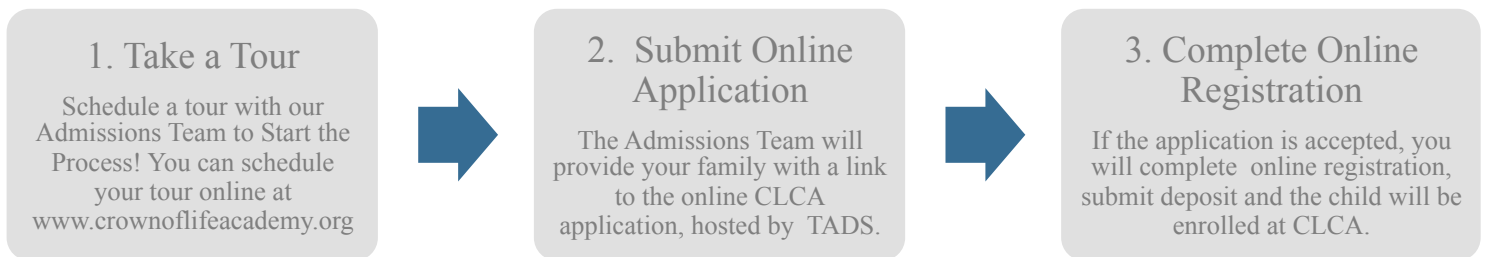 1. Take a Tour
Schedule a tour with our
Admissions Team to Start the
Process! You can schedule
your tour online at
www.crownoflifeacademy.org
2. Submit Online
Application
The Admissions Team will
provide your family with a link
to the online CLCA
application, hosted by TADS.
3. Complete Online
Registration
If the application is accepted, you
will complete online registration,
submit deposit and the child will be
enrolled at CLCA.